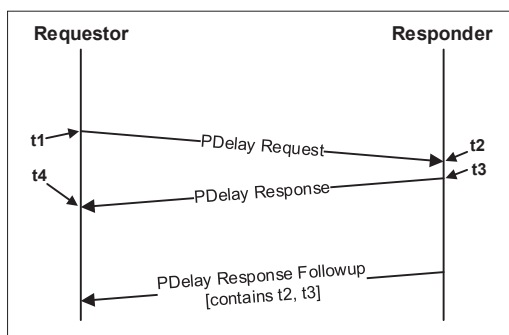 Requestor
Responder
t1
PDelay Request
t2
t3
t4
PDelay Response
PDelay Response Followup
[contains t2, t3]